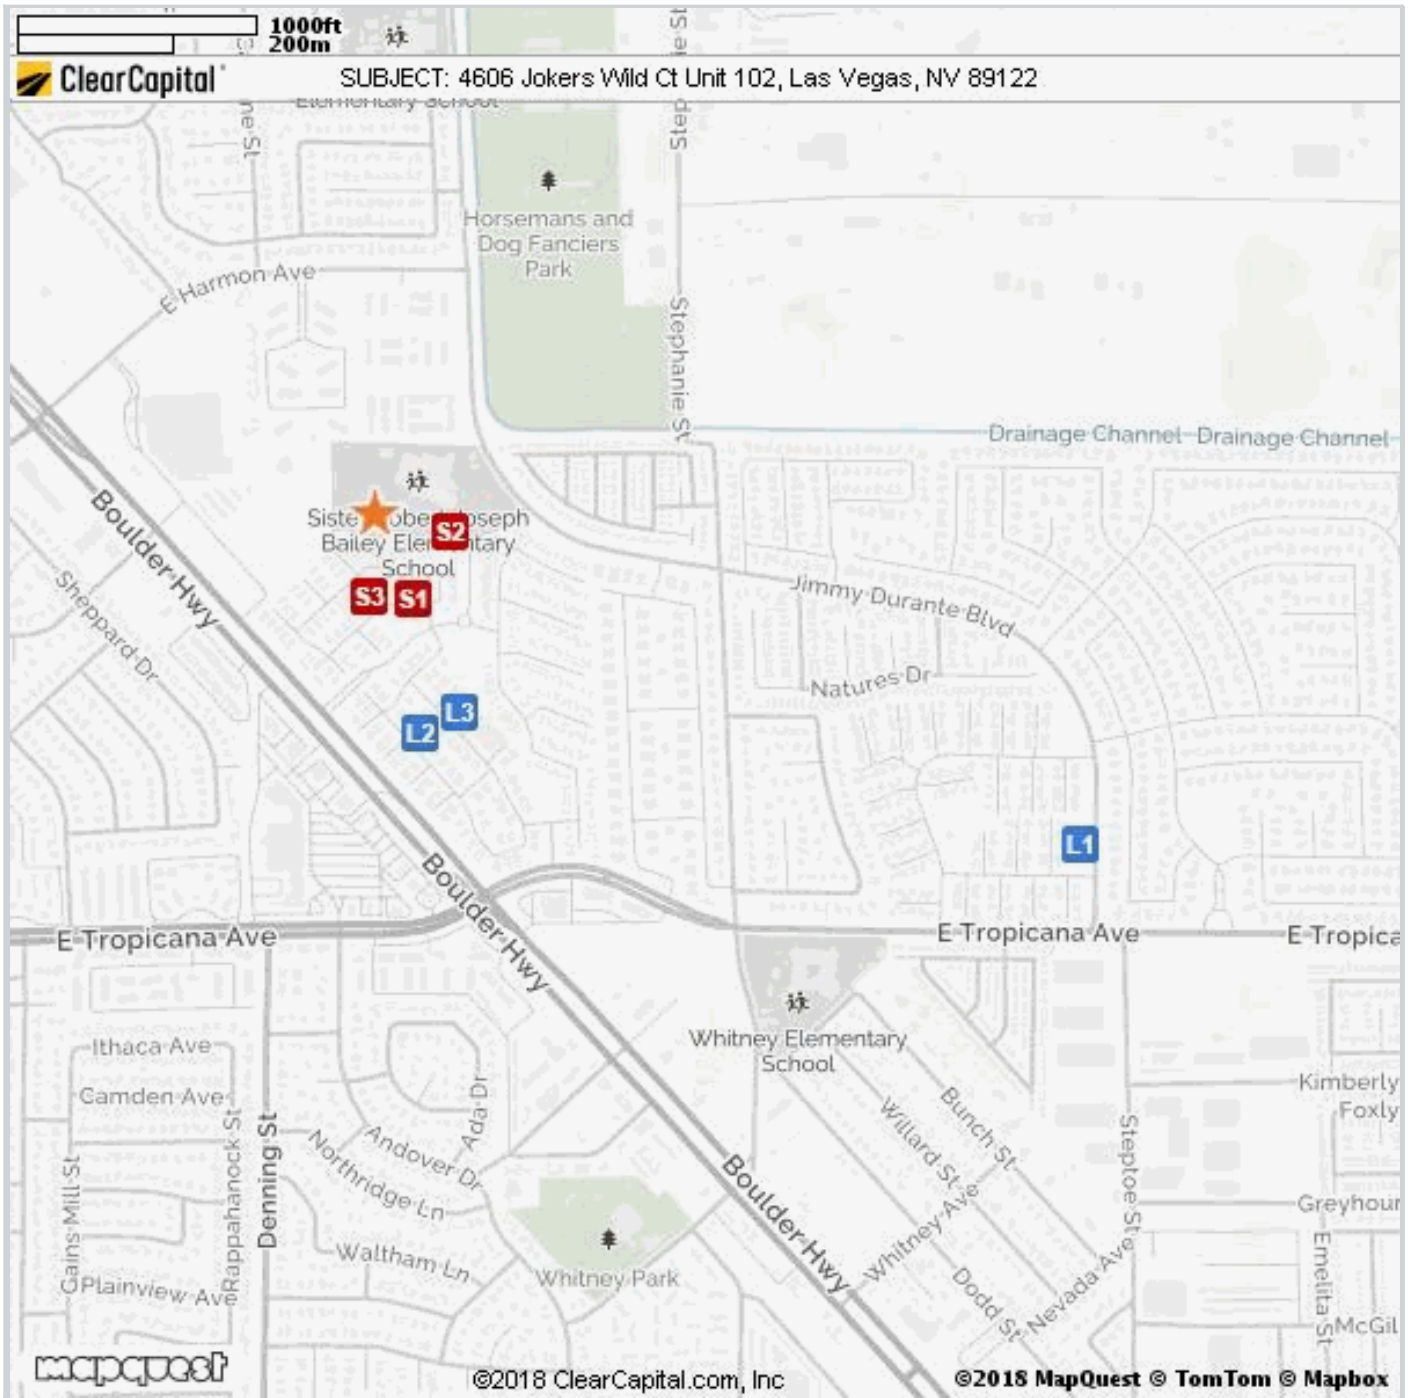 1000ft
200m
ClearCapital
SUBJECT: 4606 Jokers Wild Ct Unit 102, Las Vegas, NV 89122
Elementary School
Horsemans and
Dog Fanciers
Park
E Harmon Ave
Stephanie St
Drainage Channel
Drainage Channel
Boulder Hwy
Bailey
School
S2
S3
S1
Sheppard Dr
Jimmy Durante Blvd
Natures Dr
L3
L2
L1
Boulder Hwy
E Tropicana Ave
E Tropicana Ave
E Tropica
Whitney Elementary
School
Ithaca Ave
Camden Ave
Ada Dr
Andover Dr
Northridge Ln
Gains Mill St
Rappahannock St
Denning St
Plainview Ave
Waltham Ln
Whitney Park
Boulder Hwy
Bunch St
Willard St
Whitney Ave
Dodd St
Nevada Ave
Steptoe St
Kimberly
Foxly
Greyhour
Emelita St
McGil
mapquest
©2018 ClearCapital.com, Inc
©2018 MapQuest © TomTom © Mapbox